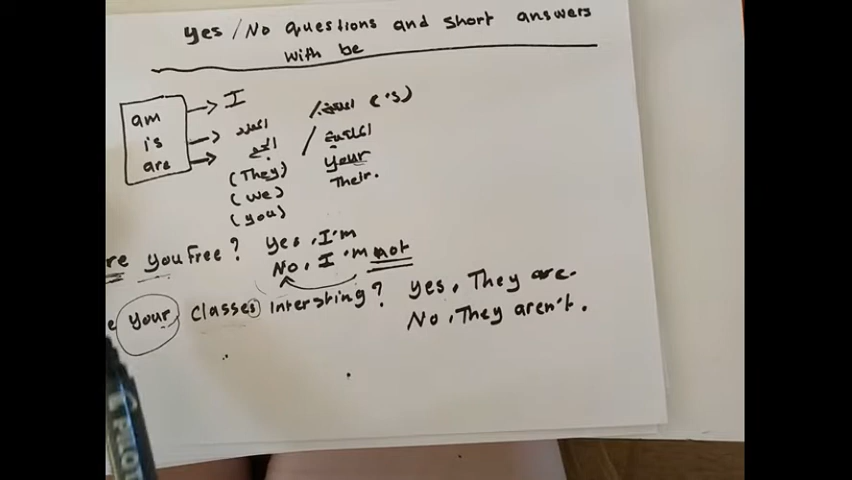 yes / No questions and short answers
with be
am → I
is →
are →
(They)
(we)
(you)
('s)
your
Their.
re you free? yes, I'm
No, I'm not
e your classes intersting? yes, They are.
No, They aren't.
PILOT